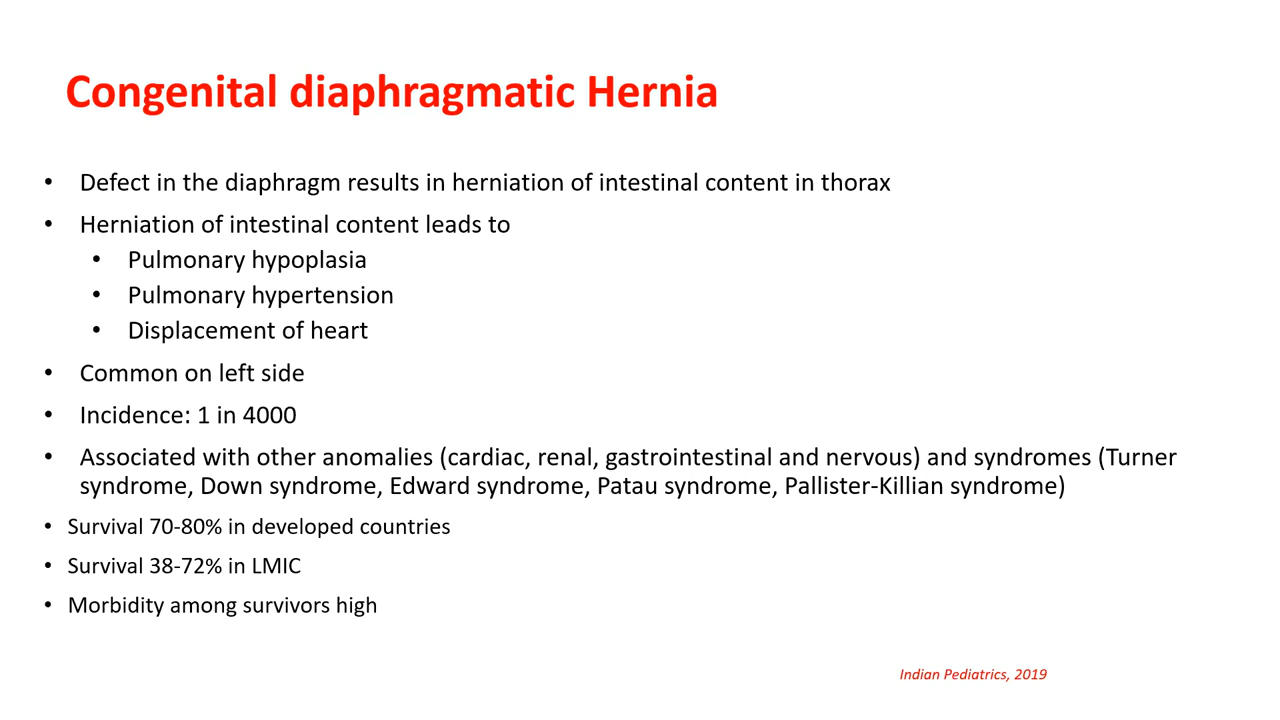 Congenital diaphragmatic Hernia
• Defect in the diaphragm results in herniation of intestinal content in thorax
• Herniation of intestinal content leads to
• Pulmonary hypoplasia
• Pulmonary hypertension
• Displacement of heart
• Common on left side
• Incidence: 1 in 4000
• Associated with other anomalies (cardiac, renal, gastrointestinal and nervous) and syndromes (Turner
syndrome, Down syndrome, Edward syndrome, Patau syndrome, Pallister-Killian syndrome)
• Survival 70-80% in developed countries
• Survival 38-72% in LMIC
• Morbidity among survivors high
Indian Pediatrics, 2019